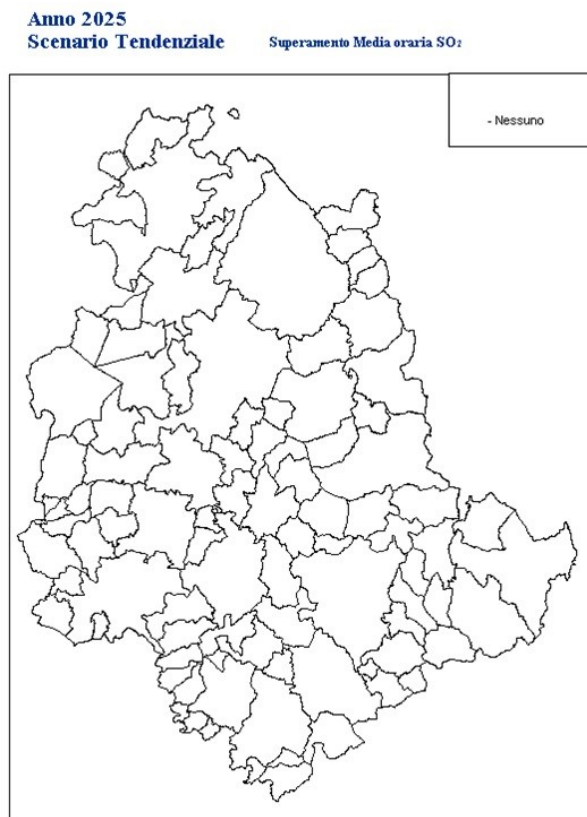 Anno 2025
Scenario Tendenziale Superamento Media oraria SO₂
- Nessuno